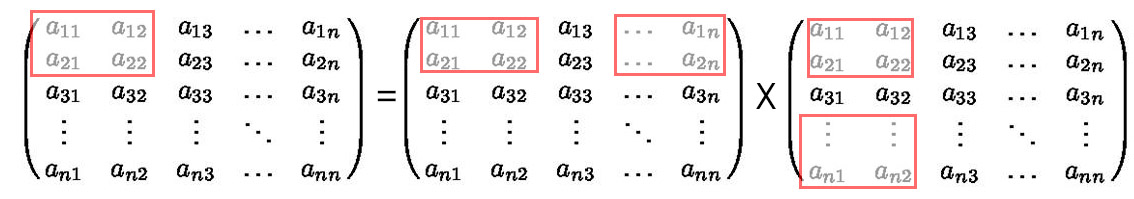 a11 a12 a13 … a1n = a11 a12 a13 … a1n X a11 a12 a13 … a1n
a21 a22 a23 … a2n a21 a22 a23 … a2n a21 a22 a23 … a2n
a31 a32 a33 … a3n a31 a32 a33 … a3n a31 a32 a33 … a3n
⋮ ⋮ ⋮ ⋱ ⋮ ⋮ ⋮ ⋮ ⋱ ⋮ ⋮ ⋮ ⋮ ⋱ ⋮
an1 an2 an3 … ann an1 an2 an3 … ann an1 an2 an3 … ann